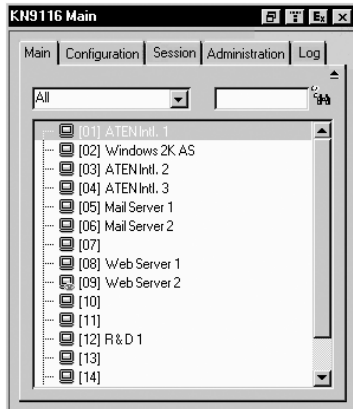 KN9116 Main
Main Configuration Session Administration Log
All
[01] ATEN Intl. 1
[02] Windows 2K AS
[03] ATEN Intl. 2
[04] ATEN Intl. 3
[05] Mail Server 1
[06] Mail Server 2
[07]
[08] Web Server 1
[09] Web Server 2
[10]
[11]
[12] R&D 1
[13]
[14]